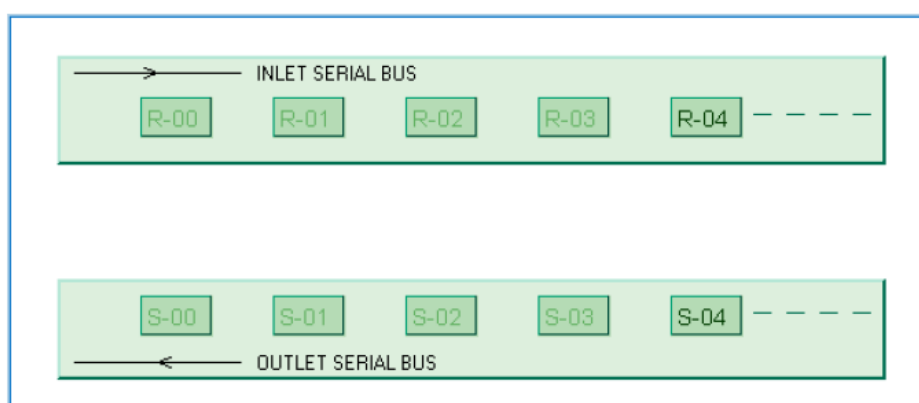 INLET SERIAL BUS
R-00 R-01 R-02 R-03 R-04
S-00 S-01 S-02 S-03 S-04
OUTLET SERIAL BUS